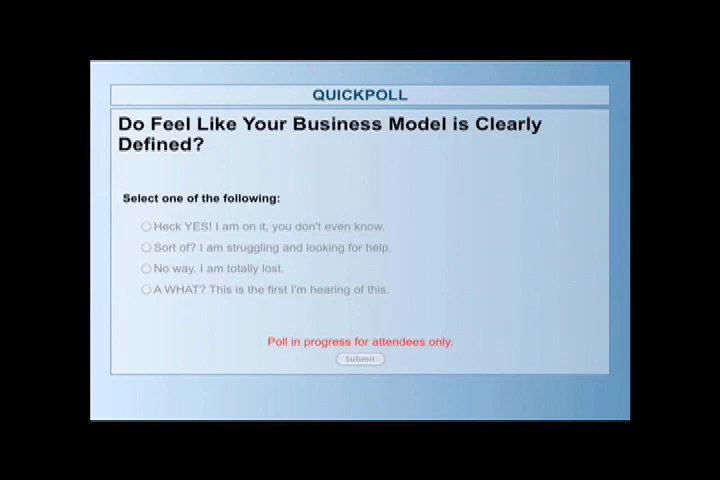 QUICKPOLL
Do Feel Like Your Business Model is Clearly
Defined?
Select one of the following:
Heck YES! I am on it, you don't even know.
Sort of? I am struggling and looking for help.
No way. I am totally lost.
A WHAT? This is the first I'm hearing of this.
Poll in progress for attendees only.
Submit